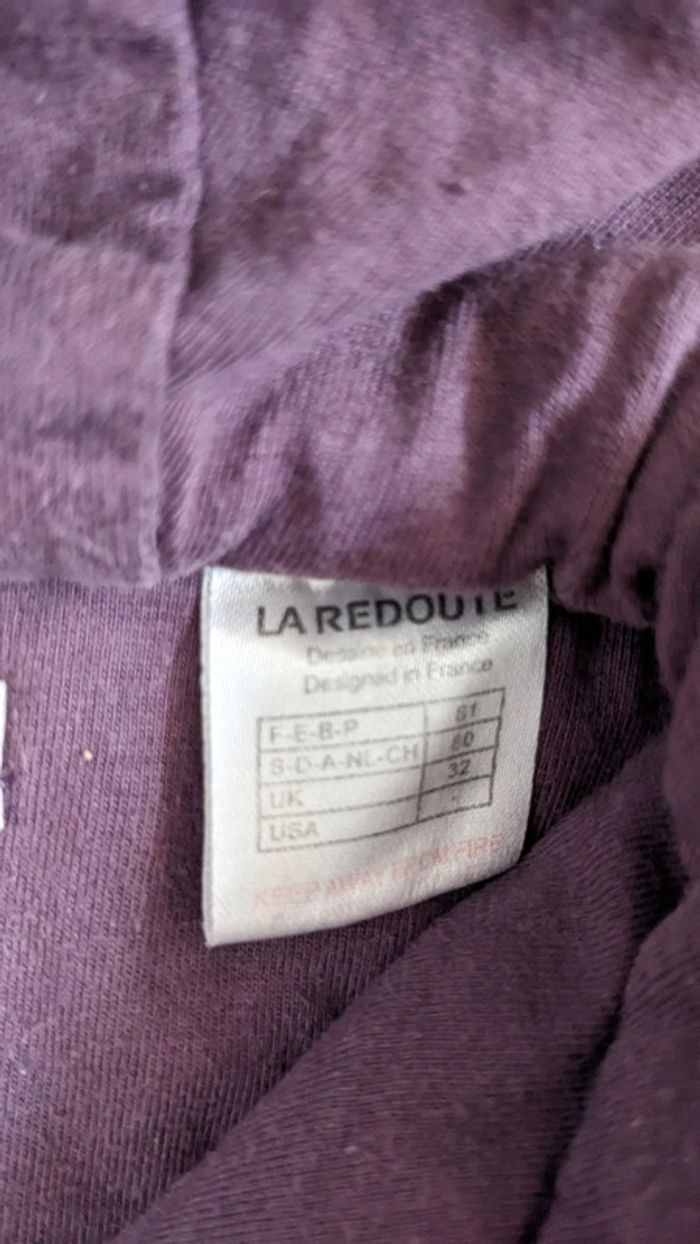 LA REDOUTE
Dessiné en France
Designed in France
F-E-B-P 81
S-D-A-NL-CH 80
UK 32
USA
KEEP AWAY FROM FIRE